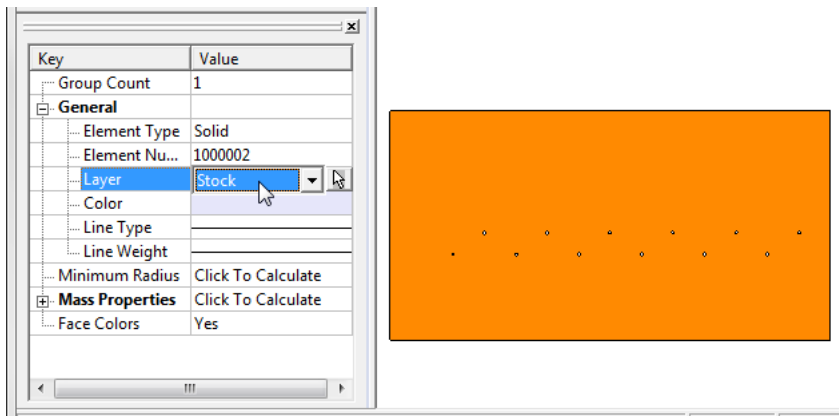 Key Value
Group Count 1
General
Element Type Solid
Element Nu... 1000002
Layer Stock
Color
Line Type
Line Weight
Minimum Radius Click To Calculate
Mass Properties Click To Calculate
Face Colors Yes